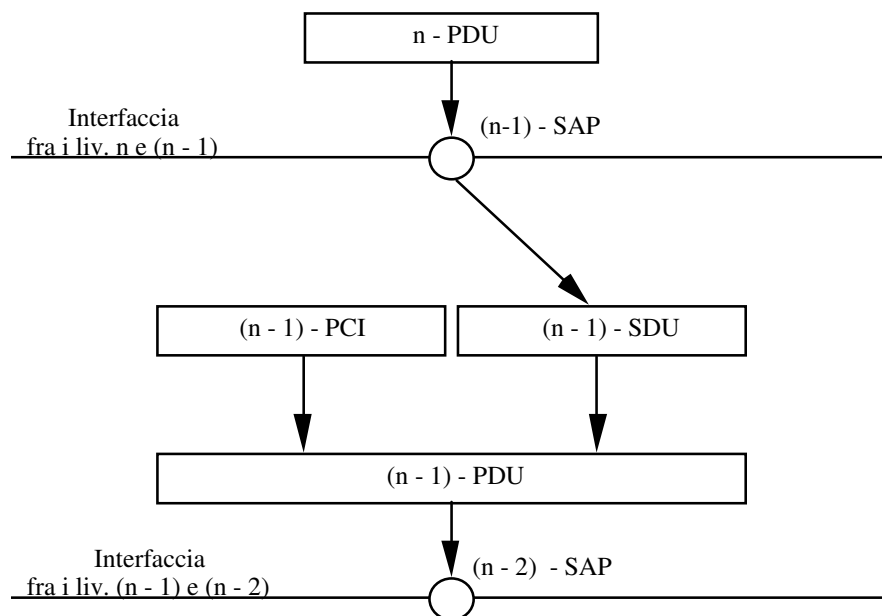 n - PDU
Interfaccia
fra i liv. n e (n - 1)
(n-1) - SAP
(n - 1) - PCI
(n - 1) - SDU
(n - 1) - PDU
Interfaccia
fra i liv. (n - 1) e (n - 2)
(n - 2) - SAP